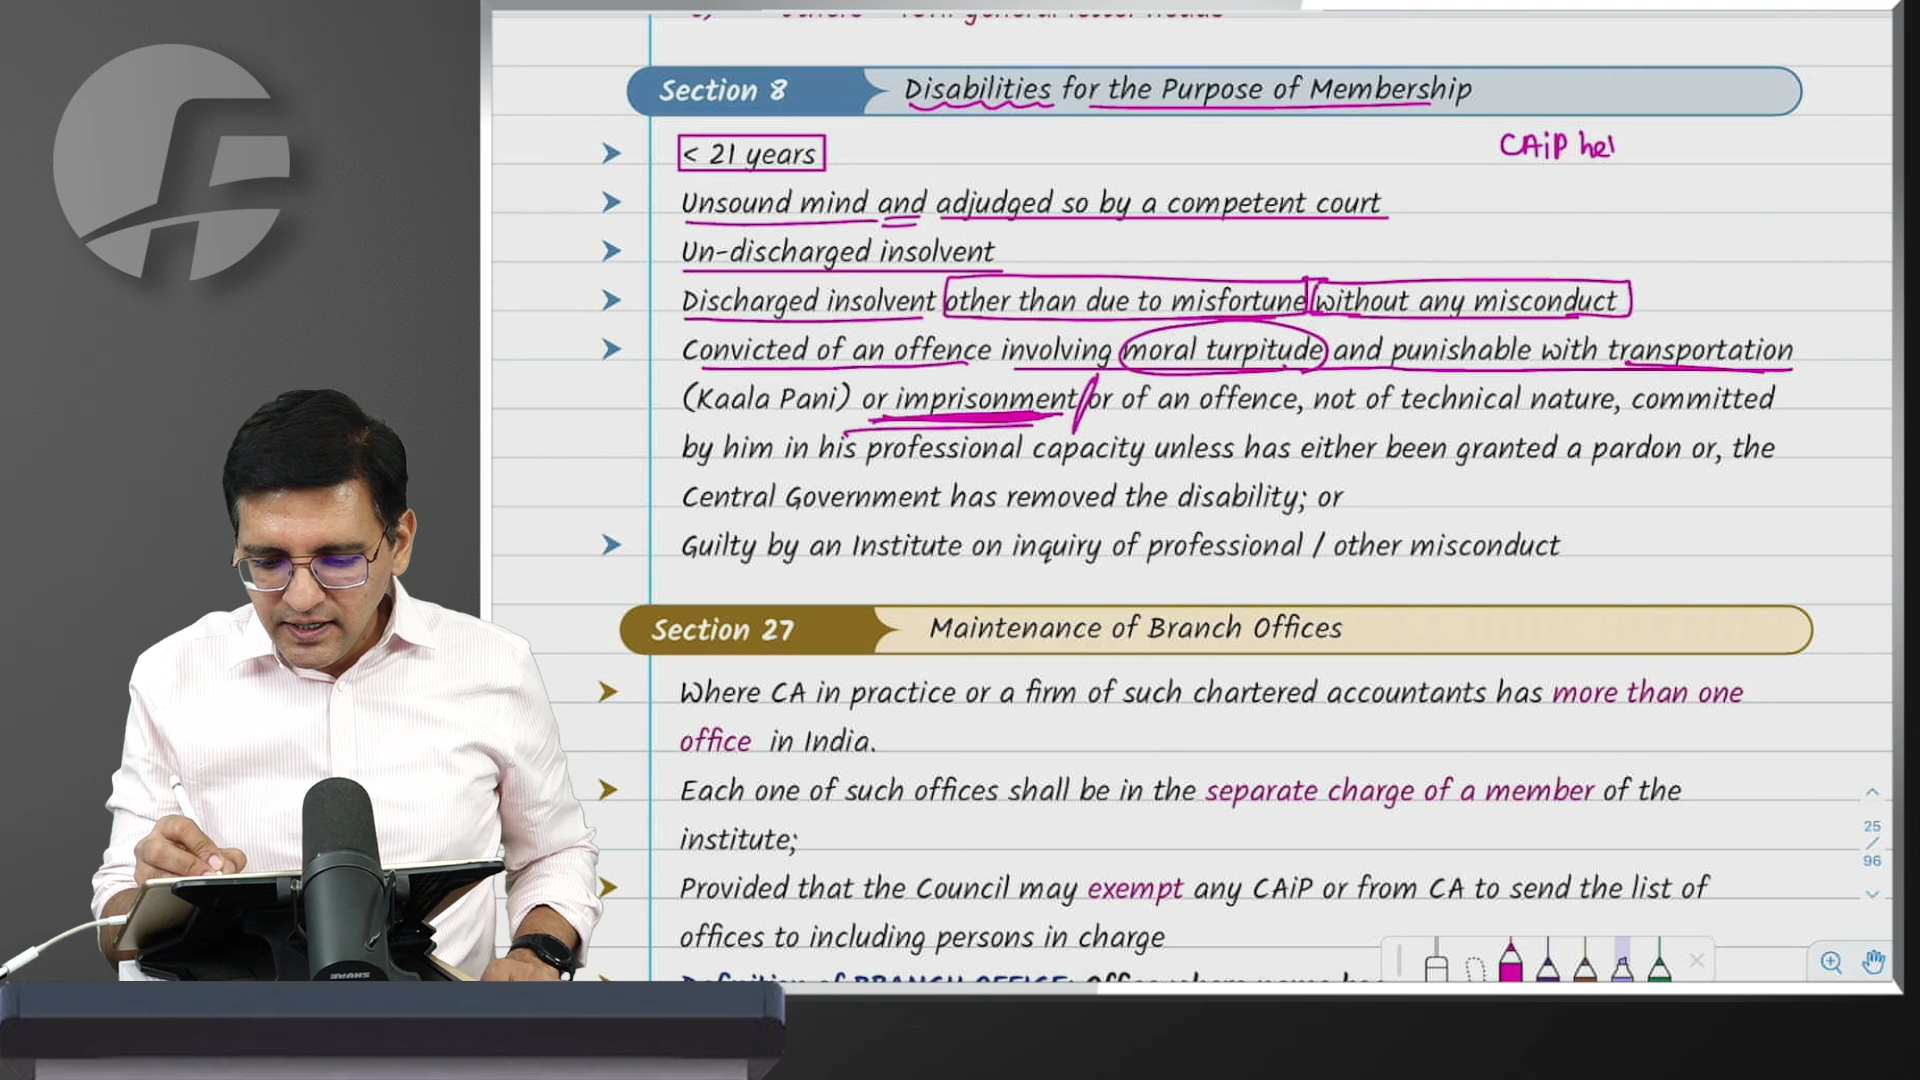 Section 8 Disabilities for the Purpose of Membership
CAiP hel
< 21 years
Unsound mind and adjudged so by a competent court
Un-discharged insolvent
Discharged insolvent other than due to misfortune without any misconduct
Convicted of an offence involving moral turpitude and punishable with transportation
(Kaala Pani) or imprisonment or of an offence, not of technical nature, committed
by him in his professional capacity unless has either been granted a pardon or, the
Central Government has removed the disability; or
Guilty by an Institute on inquiry of professional / other misconduct
Section 27 Maintenance of Branch Offices
Where CA in practice or a firm of such chartered accountants has more than one
office in India.
Each one of such offices shall be in the separate charge of a member of the
institute;
Provided that the Council may exempt any CAiP or from CA to send the list of
offices to including persons in charge
25
/
96
SHURE